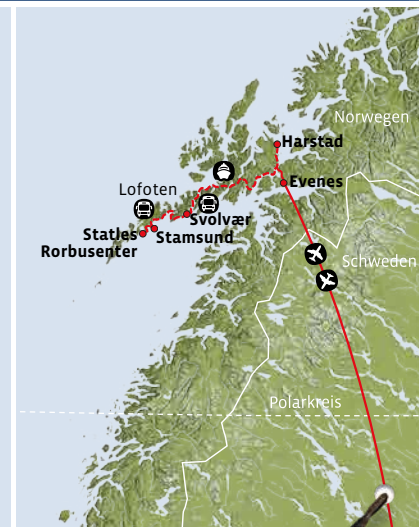 Norwegen
Harstad
Evenes
Lofoten
Svolvær
Statles
Rorbusenter
Stamsund
Schweden
Polarkreis